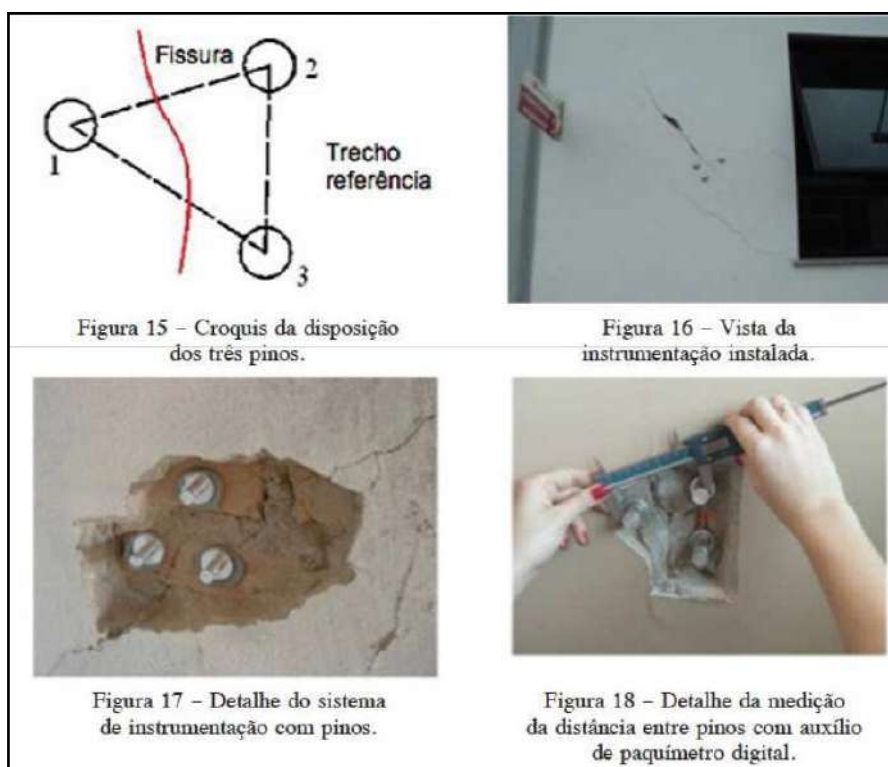 Fissura
2
1
Trecho
referência
3
Figura 15 – Croquis da disposição
dos três pinos.
Figura 16 – Vista da
instrumentação instalada.
Figura 17 – Detalhe do sistema
de instrumentação com pinos.
Figura 18 – Detalhe da medição
da distância entre pinos com auxílio
de paquímetro digital.